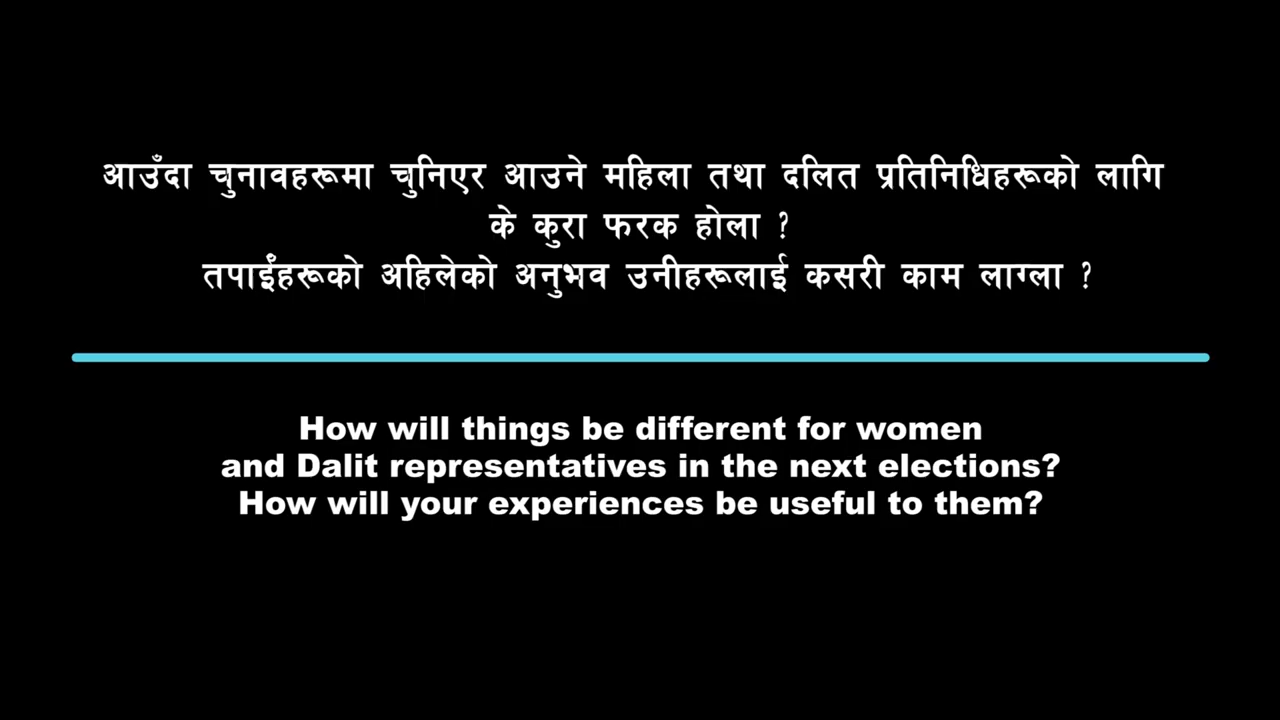 आउँदा चुनावहरूमा चुनिएर आउने महिला तथा दलित प्रतिनिधिहरूको लागि
के कुरा फरक होला ?
तपाईंहरूको अहिलेको अनुभव उनीहरूलाई कसरी काम लाग्ला ?
How will things be different for women
and Dalit representatives in the next elections?
How will your experiences be useful to them?